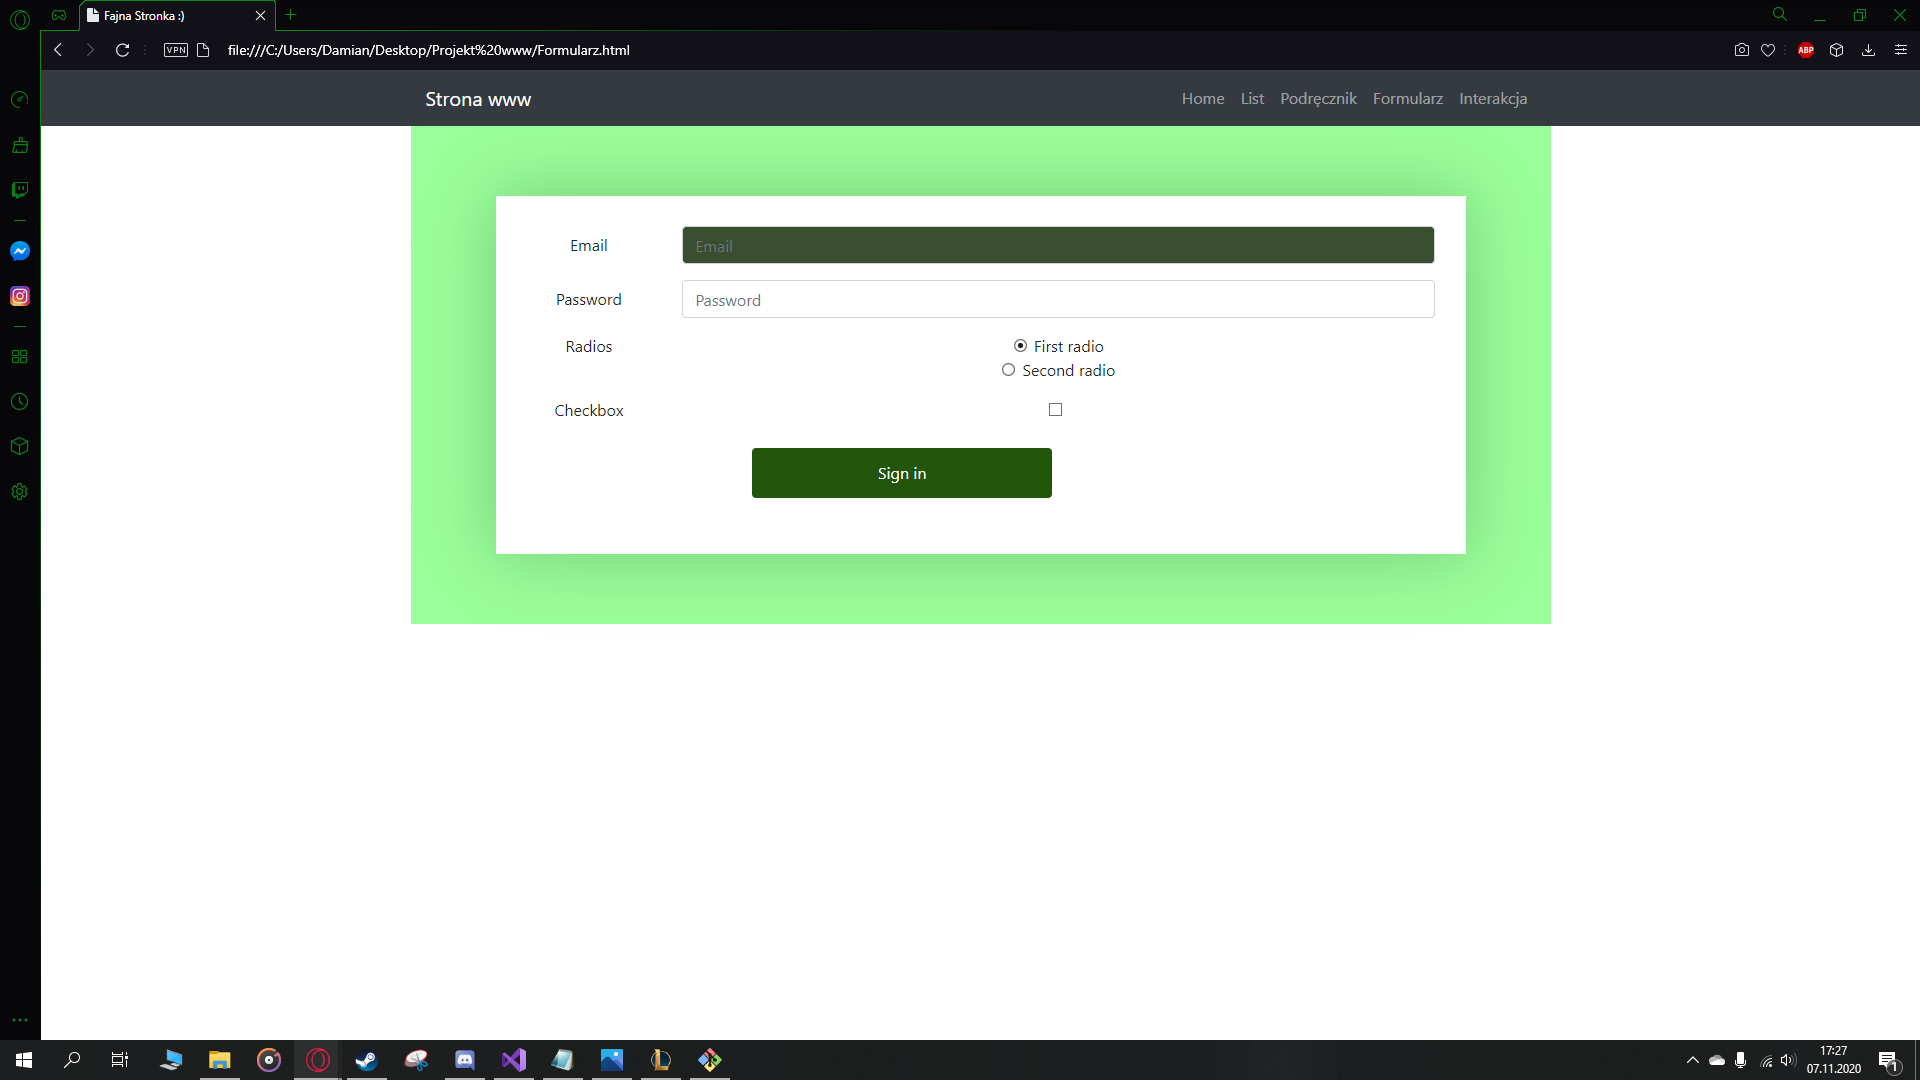 Fajna Stronka :)
VPN
file:///C:/Users/Damian/Desktop/Projekt%20www/Formularz.html
ABP
Strona www
Home List Podręcznik Formularz Interakcja
Email
Email
Password
Password
Radios
First radio
Second radio
Checkbox
Sign in
17:27
07.11.2020
1